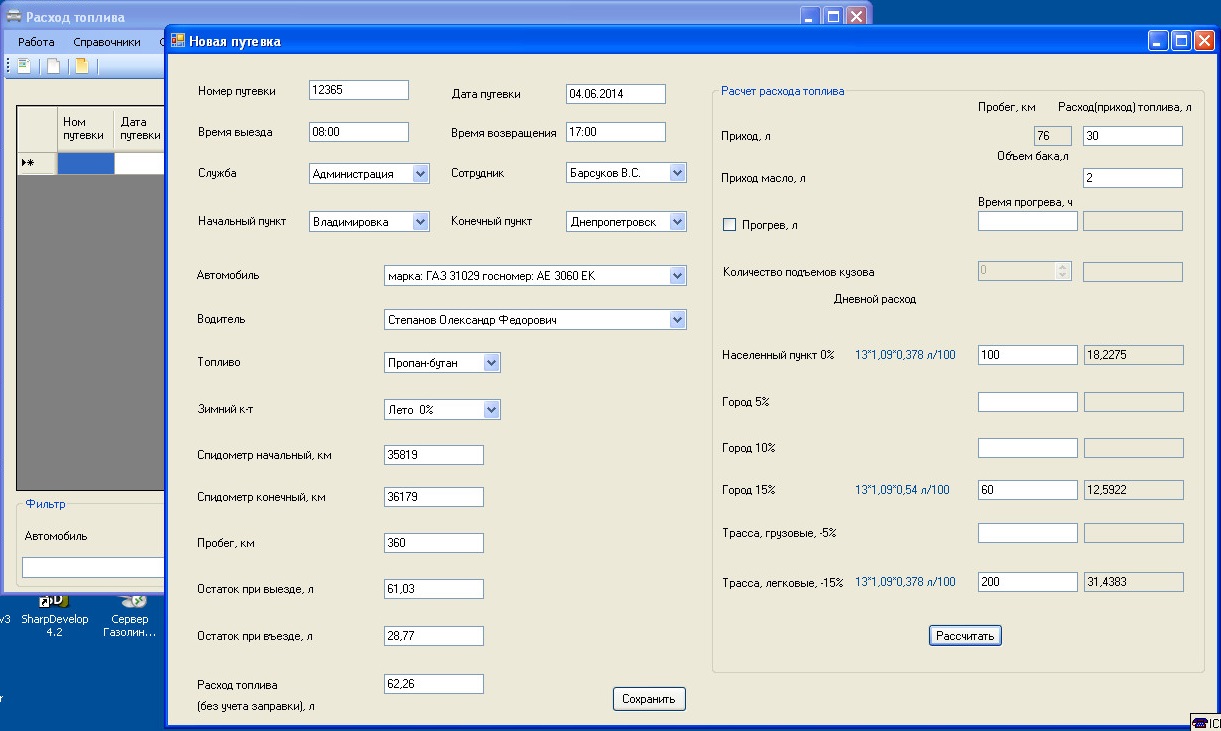 Расход топлива
Работа Справочники С
Ном путевки
Дата путевки
Фильтр
Автомобиль
v3
SharpDevelop 4.2
Сервер Газолин...
r
Новая путевка
Номер путевки 12365 Дата путевки 04.06.2014
Время выезда 08:00 Время возвращения 17:00
Служба Администрация Сотрудник Барсуков В.С.
Начальный пункт Владимировка Конечный пункт Днепропетровск
Автомобиль марка: ГАЗ 31029 госномер: АЕ 3060 ЕК
Водитель Степанов Олександр Федорович
Топливо Пропан-бутан
Зимний к-т Лето 0%
Спидометр начальный, км 35819
Спидометр конечный, км 36179
Пробег, км 360
Остаток при выезде, л 61,03
Остаток при въезде, л 28,77
Расход топлива 62,26
(без учета заправки), л
Сохранить
Расчет расхода топлива
Пробег, км Расход(приход) топлива, л
Приход, л 76 30
Объем бака,л
Приход масло, л 2
Время прогрева, ч
Прогрев, л
Количество подъемов кузова 0
Дневной расход
Населенный пункт 0% 13*1,09*0,378 л/100 100 18,2275
Город 5%
Город 10%
Город 15% 13*1,09*0,54 л/100 60 12,5922
Трасса, грузовые, -5%
Трасса, легковые, -15% 13*1,09*0,378 л/100 200 31,4383
Рассчитать